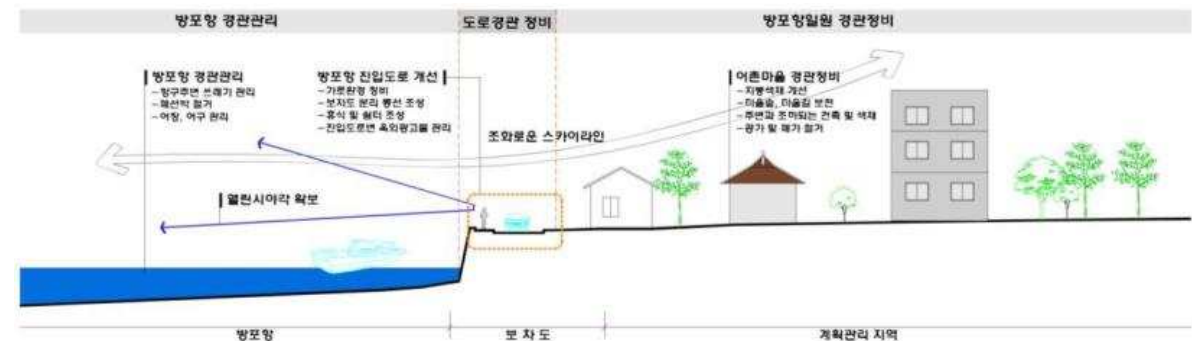 방포항 경관관리
도로경관 정비
방포항일원 경관정비
방포항 경관관리
-항구주변 쓰레기 관리
-폐선박 철거
-어장, 어구 관리
방포항 진입도로 개선
-가로환경 정비
-보차도 분리 동선 조성
-휴식 및 쉼터 조성
-진입도로변 옥외광고물 관리
어촌마을 경관정비
-지붕색채 개선
-마을숲, 마을길 보전
-주변과 조화되는 건축 및 색채
-공가 및 폐가 철거
조화로운 스카이라인
열린시야각 확보
방포항
보 차 도
계획관리 지역